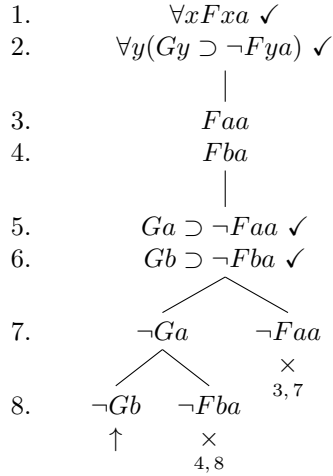 1. ∀xFxa ✓
2. ∀y(Gy ⊃ ¬Fya) ✓
3. Faa
4. Fba
5. Ga ⊃ ¬Faa ✓
6. Gb ⊃ ¬Fba ✓
7. ¬Ga ¬Faa
×
3, 7
8. ¬Gb ¬Fba
↑ ×
4, 8